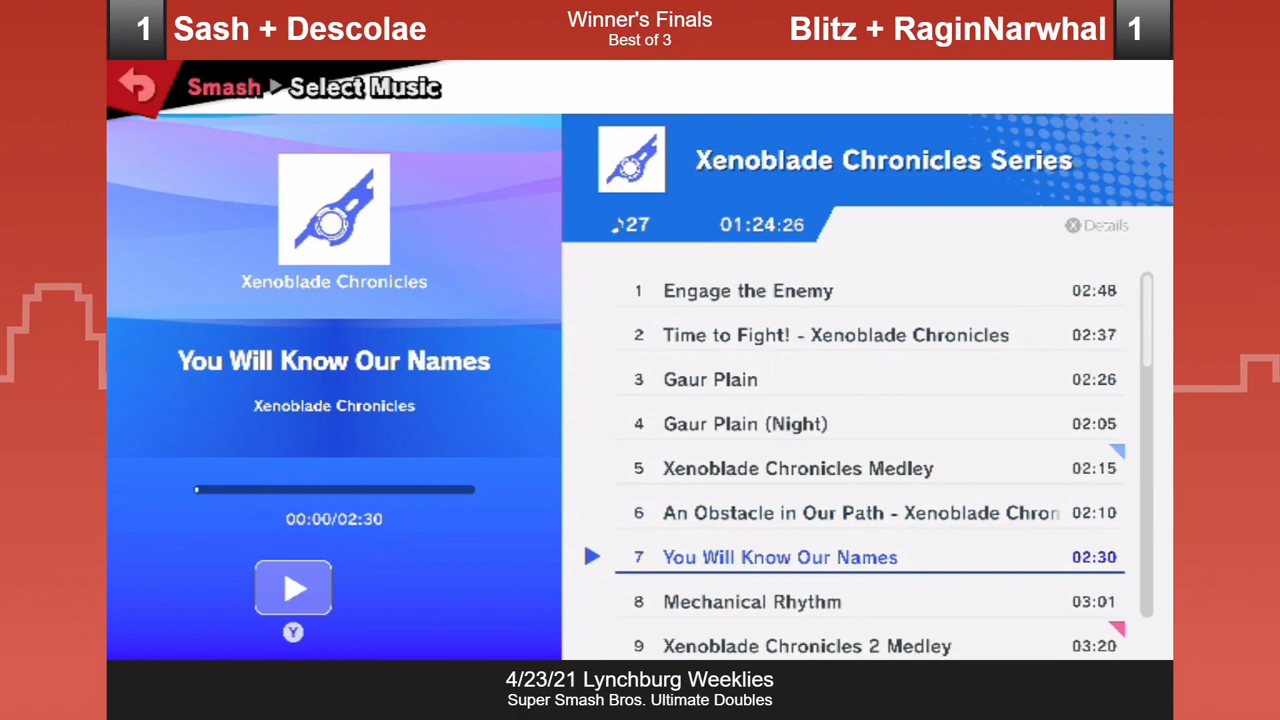 1 Sash + Descolae
Winner's Finals
Best of 3
Blitz + RaginNarwhal 1
Smash ▶ Select Music
Xenoblade Chronicles
You Will Know Our Names
Xenoblade Chronicles
00:00/02:30
Y
Xenoblade Chronicles Series
♪27 01:24:26
X Details
1 Engage the Enemy 02:48
2 Time to Fight! - Xenoblade Chronicles 02:37
3 Gaur Plain 02:26
4 Gaur Plain (Night) 02:05
5 Xenoblade Chronicles Medley 02:15
6 An Obstacle in Our Path - Xenoblade Chron 02:10
7 You Will Know Our Names 02:30
8 Mechanical Rhythm 03:01
9 Xenoblade Chronicles 2 Medley 03:20
4/23/21 Lynchburg Weeklies
Super Smash Bros. Ultimate Doubles